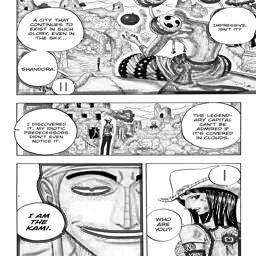 A CITY THAT
CONTINUES TO
EXIST IN SUCH
GLORY, EVEN IN
THE SKY...
IMPRESSIVE,
ISN'T IT?
...
SHANDORA.
!!
I DISCOVERED
IT. MY IDIOTIC
PREDECESSORS
DIDN'T EVEN
NOTICE IT.
THE LEGEND-
ARY CAPITAL
CAN'T BE
ADMIRED IF
IT'S COVERED
IN CLOUDS.
!
I AM
THE
KAMI.
WHO
ARE
YOU?